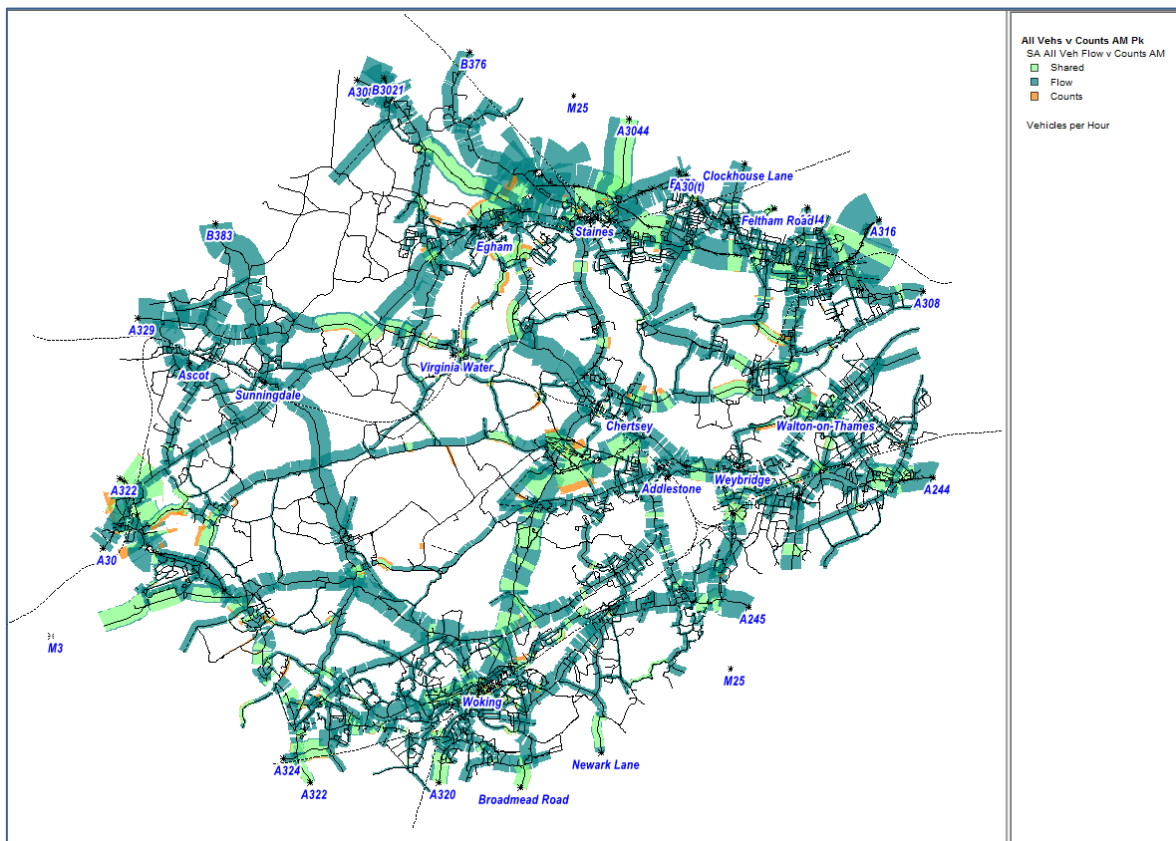 All Vehs v Counts AM Pk
SA All Veh Flow v Counts AM
Shared
Flow
Counts
Vehicles per Hour
B376
B3021
M25
A3044
Clockhouse Lane
A30(t)
Feltham Road
A316
Staines
Egham
B383
A308
A329
Virginia Water
Ascot
Sunningdale
Chertsey
Walton-on-Thames
Weybridge
Addlestone
A322
A244
A30
A245
M3
M25
Woking
Newark Lane
A324
A322
A320
Broadmead Road